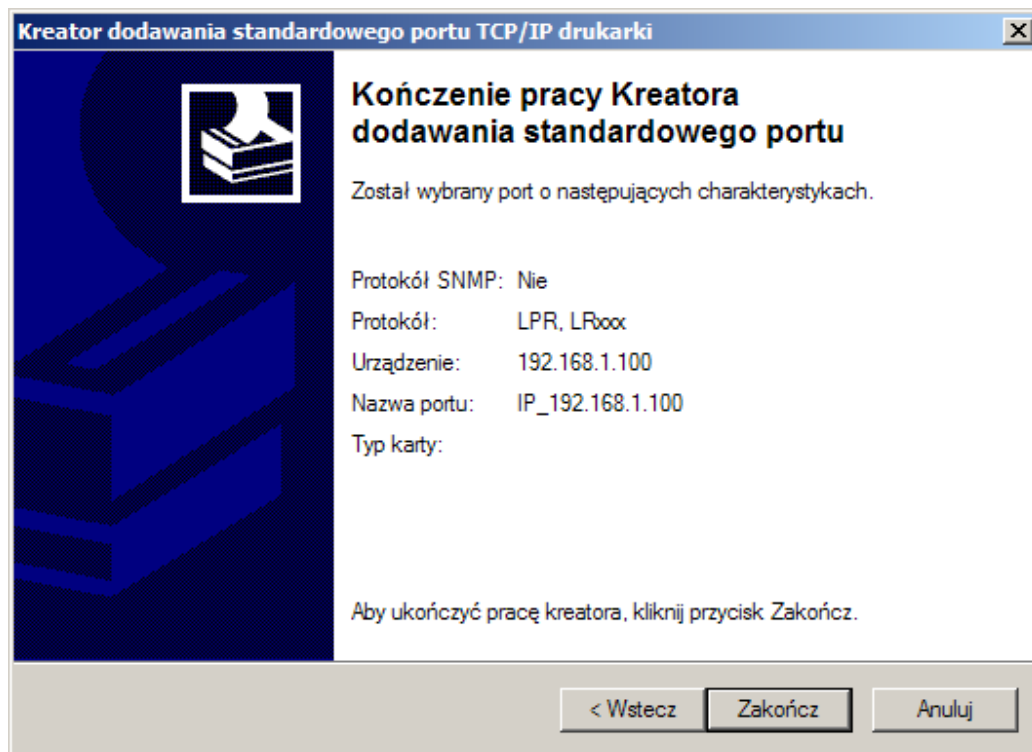 Kreator dodawania standardowego portu TCP/IP drukarki
Kończenie pracy Kreatora
dodawania standardowego portu
Został wybrany port o następujących charakterystykach.
Protokół SNMP: Nie
Protokół: LPR, LRxxx
Urządzenie: 192.168.1.100
Nazwa portu: IP_192.168.1.100
Typ karty:
Aby ukończyć pracę kreatora, kliknij przycisk Zakończ.
< Wstecz Zakończ Anuluj